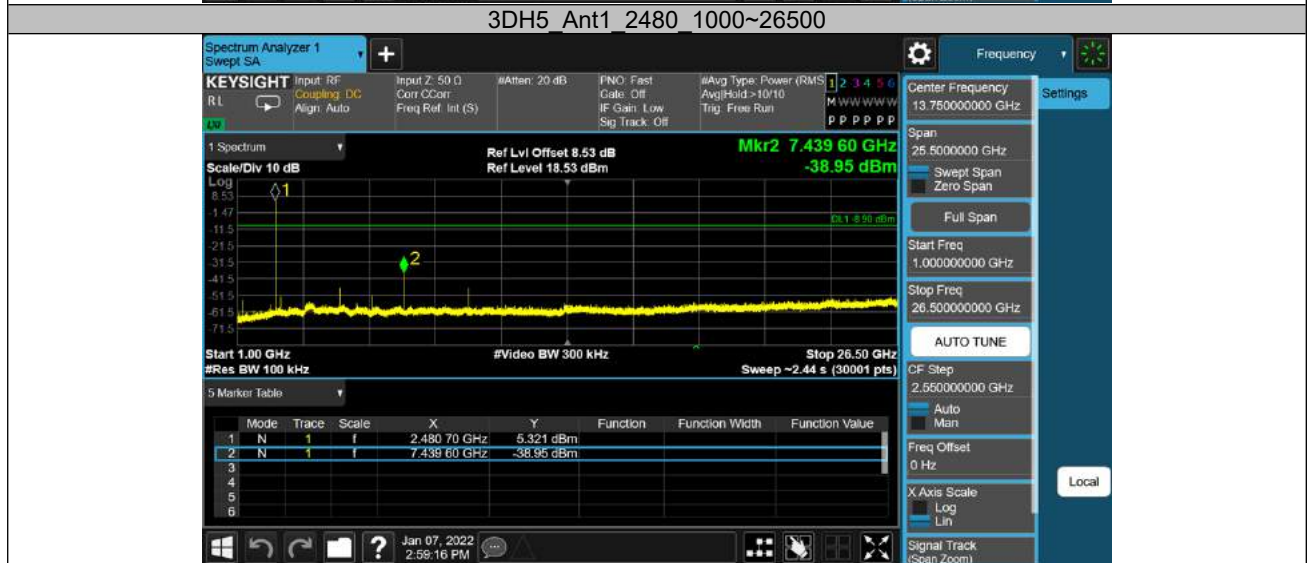 3DH5_Ant1_2480_1000~26500
Spectrum Analyzer 1
Swept SA
+
Frequency
KEYSIGHT
RL
Input: RF
Coupling: DC
Align: Auto
Input Z: 50 Ω
Corr CCorr
Freq Ref: Int (S)
#Atten: 20 dB
PNO: Fast
Gate: Off
IF Gain: Low
Sig Track: Off
#Avg Type: Power (RMS
Avg|Hold:>10/10
Trig: Free Run
1 2 3 4 5 6
M W W W W W
P P P P P P
1 Spectrum
Scale/Div 10 dB
Ref Lvl Offset 8.53 dB
Ref Level 18.53 dBm
Mkr2 7.439 60 GHz
-38.95 dBm
Log
8.53
-1.47
-11.5
-21.5
-31.5
-41.5
-51.5
-61.5
-71.5
1
2
DL1 -8.90 dBm
Start 1.00 GHz
#Res BW 100 kHz
#Video BW 300 kHz
Stop 26.50 GHz
Sweep ~2.44 s (30001 pts)
5 Marker Table
Mode Trace Scale X Y Function Function Width Function Value
1 N 1 f 2.480 70 GHz 5.321 dBm
2 N 1 f 7.439 60 GHz -38.95 dBm
3
4
5
6
Center Frequency
13.750000000 GHz
Settings
Span
25.5000000 GHz
Swept Span
Zero Span
Full Span
Start Freq
1.000000000 GHz
Stop Freq
26.500000000 GHz
AUTO TUNE
CF Step
2.550000000 GHz
Auto
Man
Freq Offset
0 Hz
X Axis Scale
Log
Lin
Signal Track
(Span Zoom)
Local
?
Jan 07, 2022
2:59:16 PM